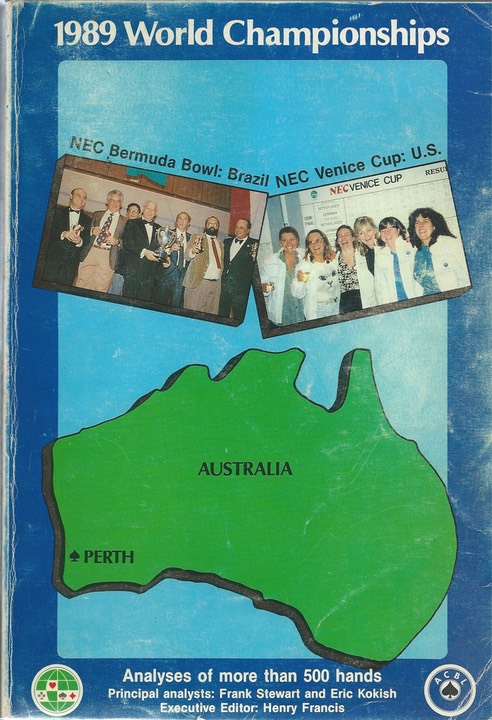 1989 World Championships
NEC Bermuda Bowl: Brazil
NEC Venice Cup: U.S.
NEC VENICE CUP
AUSTRALIA
♠ PERTH
Analyses of more than 500 hands
Principal analysts: Frank Stewart and Eric Kokish
Executive Editor: Henry Francis
ACBL